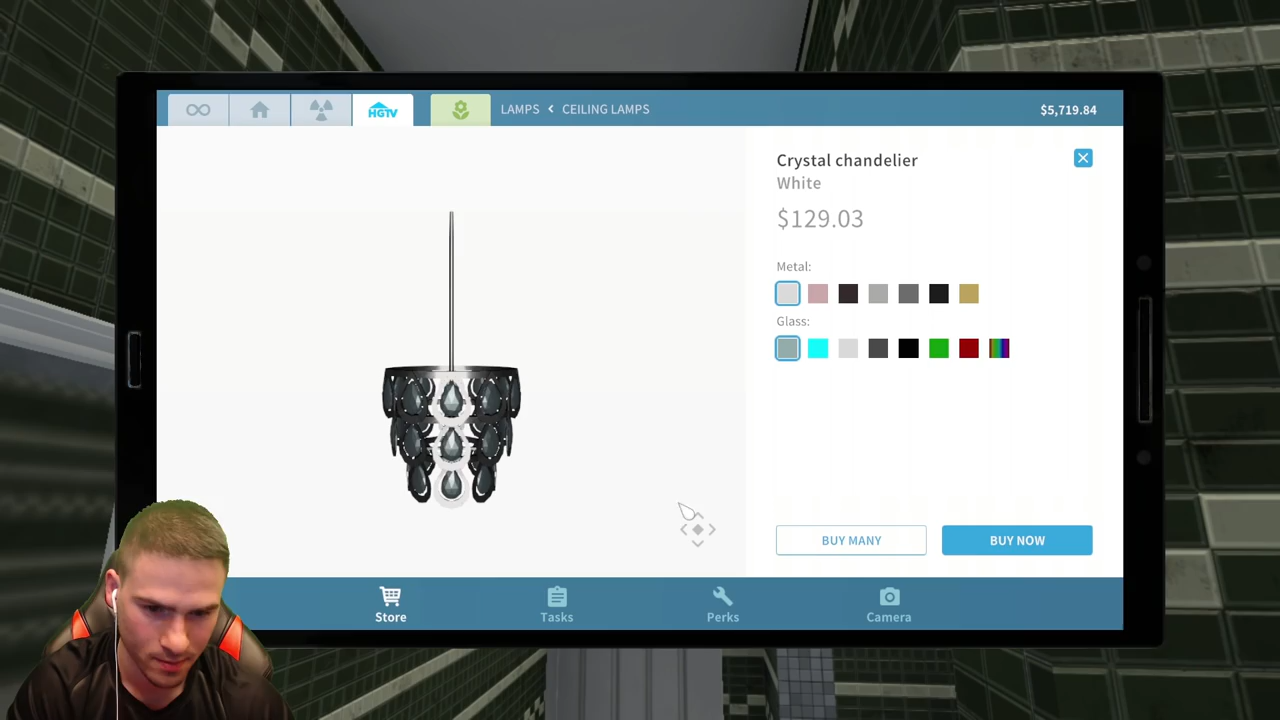 HGTV
LAMPS < CEILING LAMPS
$5,719.84
Crystal chandelier
White
$129.03
Metal:
Glass:
BUY MANY
BUY NOW
Store
Tasks
Perks
Camera